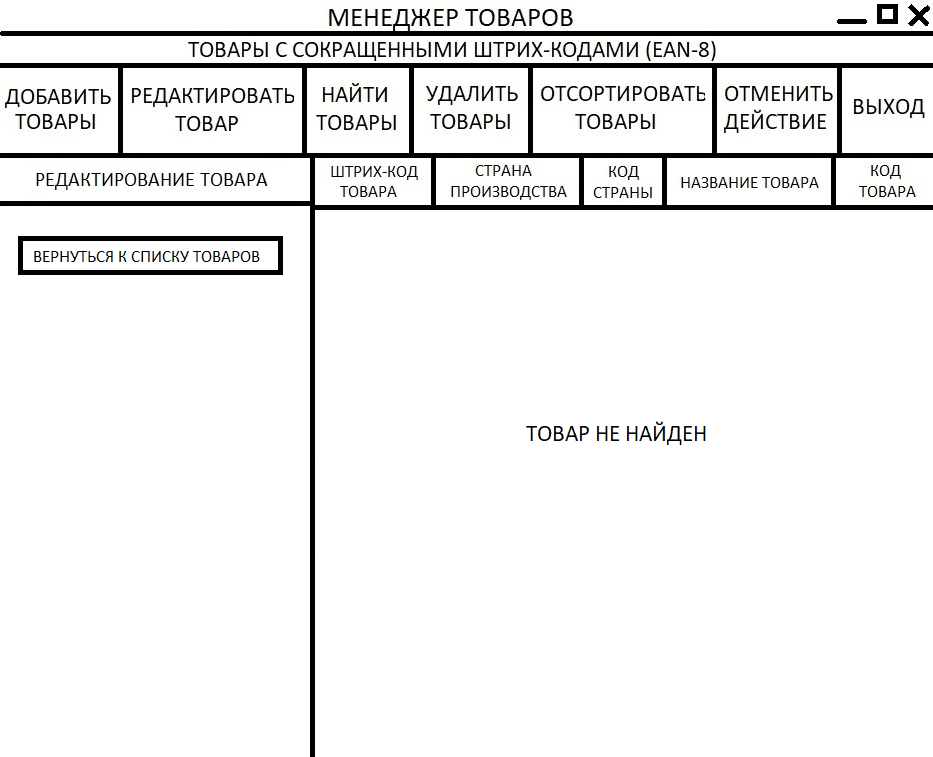 МЕНЕДЖЕР ТОВАРОВ
ТОВАРЫ С СОКРАЩЕННЫМИ ШТРИХ-КОДАМИ (EAN-8)
ДОБАВИТЬ
ТОВАРЫ
РЕДАКТИРОВАТЬ
ТОВАР
НАЙТИ
ТОВАРЫ
УДАЛИТЬ
ТОВАРЫ
ОТСОРТИРОВАТЬ
ТОВАРЫ
ОТМЕНИТЬ
ДЕЙСТВИЕ
ВЫХОД
РЕДАКТИРОВАНИЕ ТОВАРА
ШТРИХ-КОД
ТОВАРА
СТРАНА
ПРОИЗВОДСТВА
КОД
СТРАНЫ
НАЗВАНИЕ ТОВАРА
КОД
ТОВАРА
ВЕРНУТЬСЯ К СПИСКУ ТОВАРОВ
ТОВАР НЕ НАЙДЕН